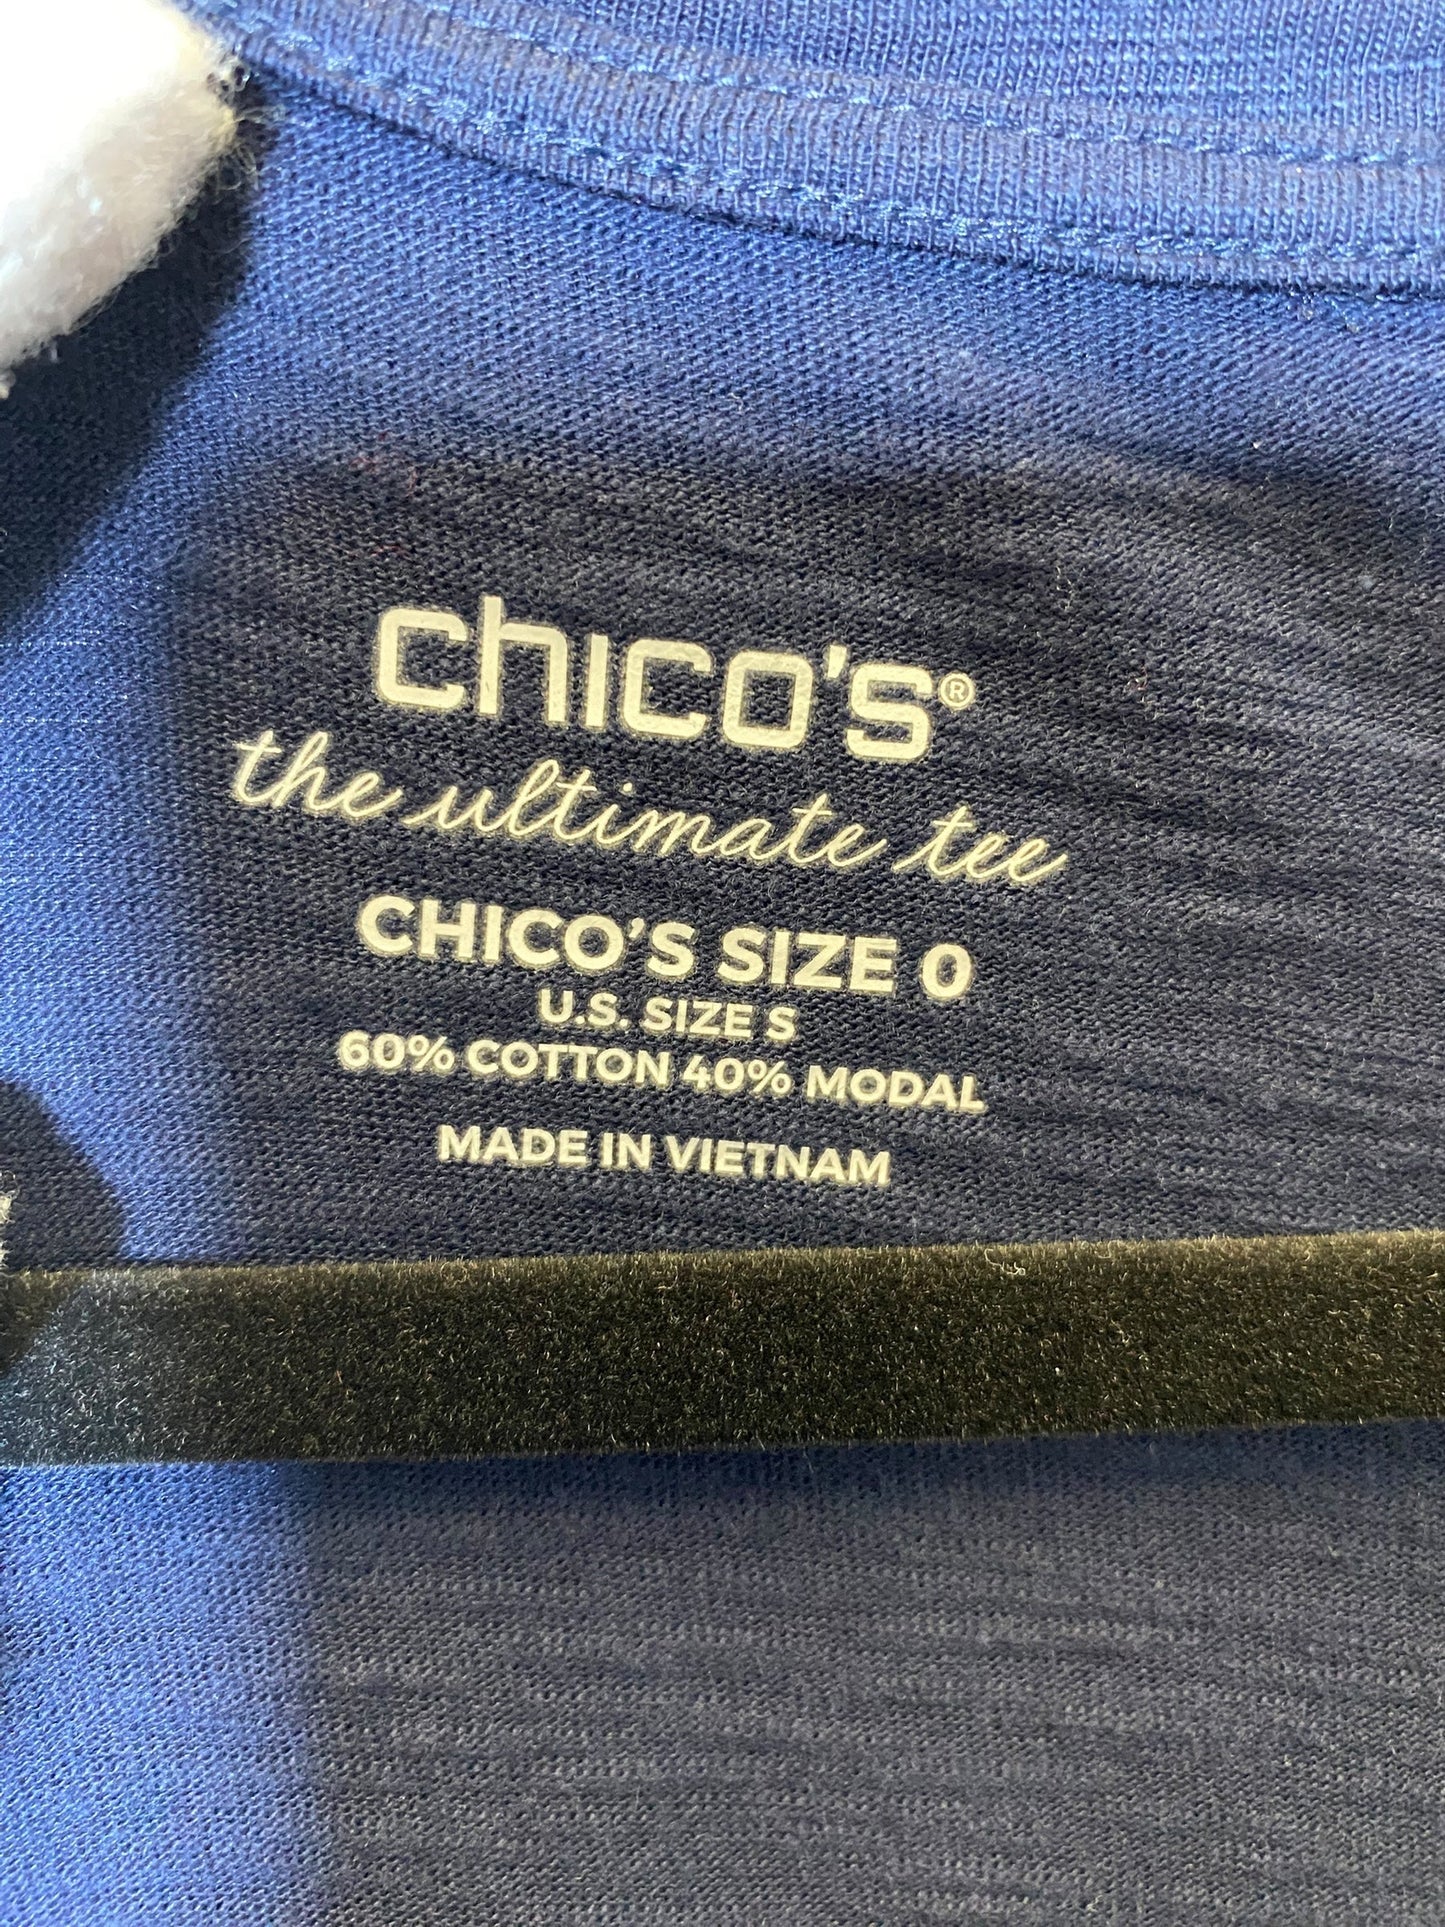 chico's®
the ultimate tee
CHICO'S SIZE 0
U.S. SIZE S
60% COTTON 40% MODAL
MADE IN VIETNAM